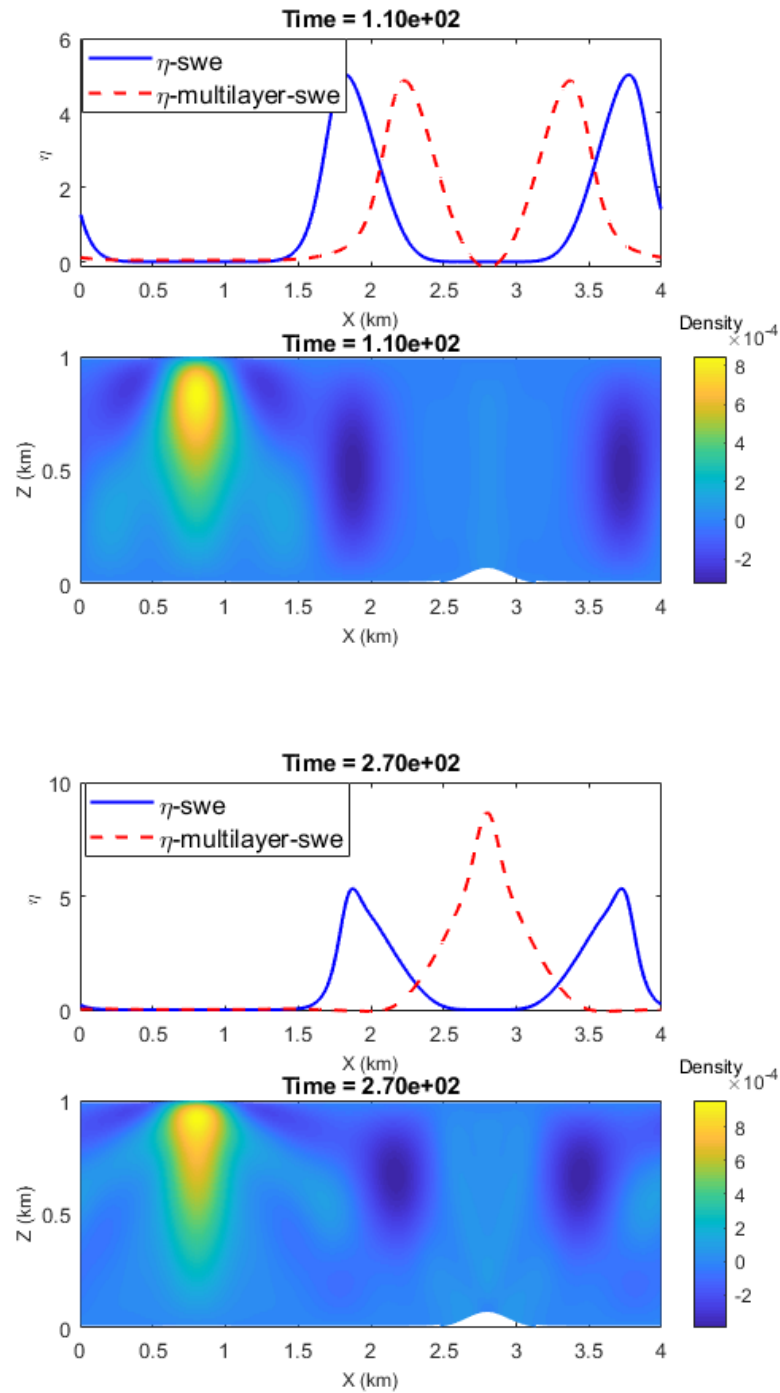 Time = 1.10e+02
6
4
2
0
η
η-swe
η-multilayer-swe
0 0.5 1 1.5 2 2.5 3 3.5 4
X (km)
Time = 1.10e+02
Density
×10⁻⁴
1
0.5
0
Z (km)
8
6
4
2
0
-2
0 0.5 1 1.5 2 2.5 3 3.5 4
X (km)
Time = 2.70e+02
10
5
0
η
η-swe
η-multilayer-swe
0 0.5 1 1.5 2 2.5 3 3.5 4
X (km)
Time = 2.70e+02
Density
×10⁻⁴
1
0.5
0
Z (km)
8
6
4
2
0
-2
0 0.5 1 1.5 2 2.5 3 3.5 4
X (km)